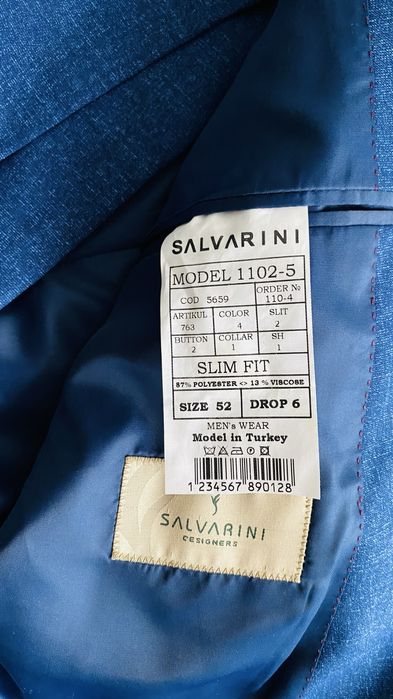 SALVARINI
MODEL 1102-5
COD 5659
ORDER №
110-4
ARTIKUL
763
COLOR
4
SLIT
2
BUTTON
2
COLLAR
1
SH
1
SLIM FIT
87% POLYESTER <> 13 % VISCOSE
SIZE 52
DROP 6
MEN's WEAR
Model in Turkey
1 234567 890128
SALVARINI
DESIGNERS